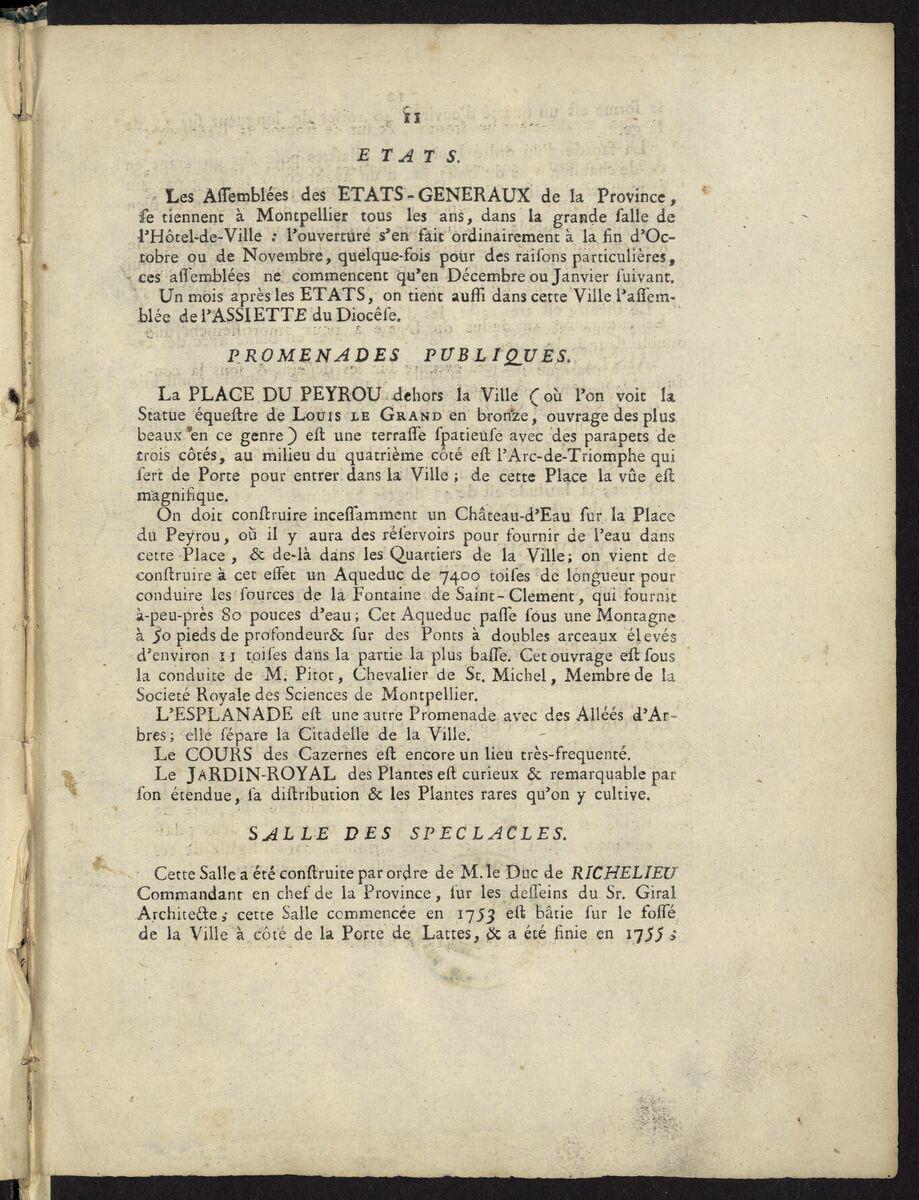 11
ETATS.
Les Aſſemblées des ETATS-GENERAUX de la Province,
ſe tiennent à Montpellier tous les ans, dans la grande ſalle de
l'Hôtel-de-Ville : l'ouverture s'en fait ordinairement à la fin d'Oc-
tobre ou de Novembre, quelque-fois pour des raiſons particulières,
ces aſſemblées ne commencent qu'en Décembre ou Janvier ſuivant.
Un mois après les ETATS, on tient auſſi dans cette Ville l'aſſem-
blée de l'ASSIETTE du Diocêſe.
PROMENADES PUBLIQUES.
La PLACE DU PEYROU dehors la Ville (où l'on voit la
Statue équeſtre de LOUIS LE GRAND en bronze, ouvrage des plus
beaux en ce genre) eſt une terraſſe ſpatieuſe avec des parapets de
trois côtés, au milieu du quatrième côté eſt l'Arc-de-Triomphe qui
ſert de Porte pour entrer dans la Ville; de cette Place la vûe eſt
magnifique.
On doit conſtruire inceſſamment un Château-d'Eau ſur la Place
du Peyrou, où il y aura des réſervoirs pour fournir de l'eau dans
cette Place, & de-là dans les Quartiers de la Ville; on vient de
conſtruire à cet effet un Aqueduc de 7400 toiſes de longueur pour
conduire les ſources de la Fontaine de Saint-Clement, qui fournit
à-peu-près 80 pouces d'eau; Cet Aqueduc paſſe ſous une Montagne
à 50 pieds de profondeur& ſur des Ponts à doubles arceaux élevés
d'environ 11 toiſes dans la partie la plus baſſe. Cet ouvrage eſt ſous
la conduite de M. Pitot, Chevalier de St. Michel, Membre de la
Societé Royale des Sciences de Montpellier.
L'ESPLANADE eſt une autre Promenade avec des Alléés d'Ar-
bres; elle ſépare la Citadelle de la Ville.
Le COURS des Cazernes eſt encore un lieu très-frequenté.
Le JARDIN-ROYAL des Plantes eſt curieux & remarquable par
ſon étendue, ſa diſtribution & les Plantes rares qu'on y cultive.
SALLE DES SPECLACLES.
Cette Salle a été conſtruite par ordre de M. le Duc de RICHELIEU
Commandant en chef de la Province, ſur les deſſeins du Sr. Giral
Architecte; cette Salle commencée en 1753 eſt bâtie ſur le foſſé
de la Ville à côté de la Porte de Lattes, & a été finie en 1755;